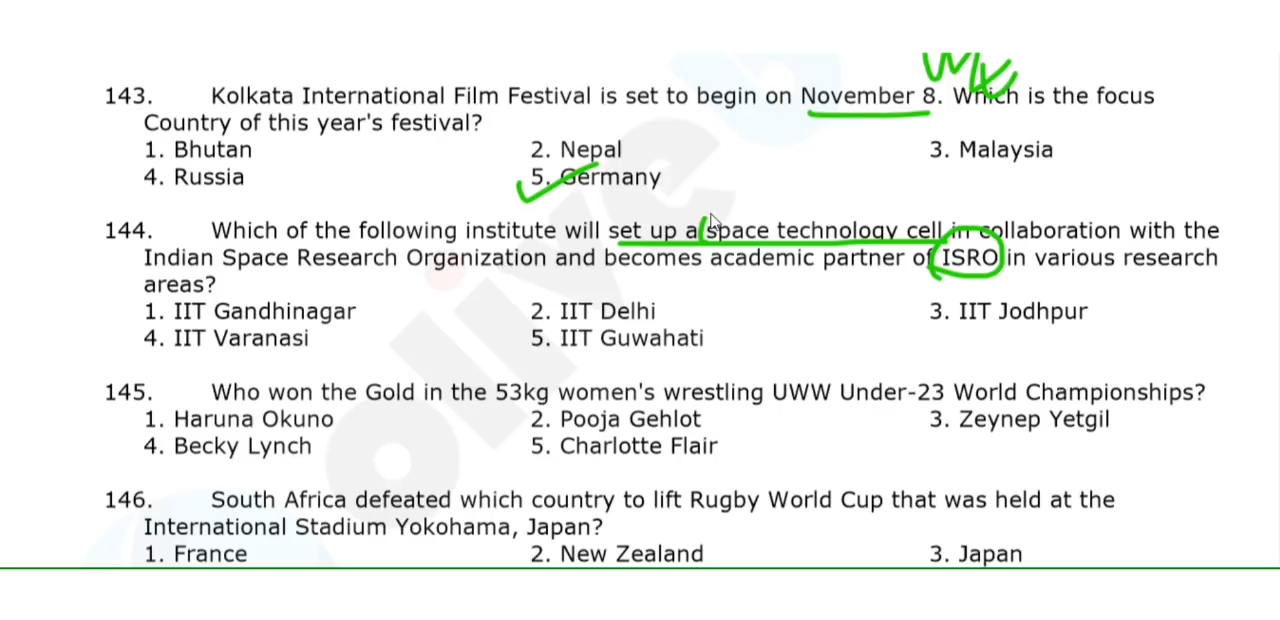 WK
143. Kolkata International Film Festival is set to begin on November 8. Which is the focus
Country of this year's festival?
1. Bhutan 2. Nepal 3. Malaysia
4. Russia 5. Germany
144. Which of the following institute will set up a space technology cell in collaboration with the
Indian Space Research Organization and becomes academic partner of ISRO in various research
areas?
1. IIT Gandhinagar 2. IIT Delhi 3. IIT Jodhpur
4. IIT Varanasi 5. IIT Guwahati
145. Who won the Gold in the 53kg women's wrestling UWW Under-23 World Championships?
1. Haruna Okuno 2. Pooja Gehlot 3. Zeynep Yetgil
4. Becky Lynch 5. Charlotte Flair
146. South Africa defeated which country to lift Rugby World Cup that was held at the
International Stadium Yokohama, Japan?
1. France 2. New Zealand 3. Japan